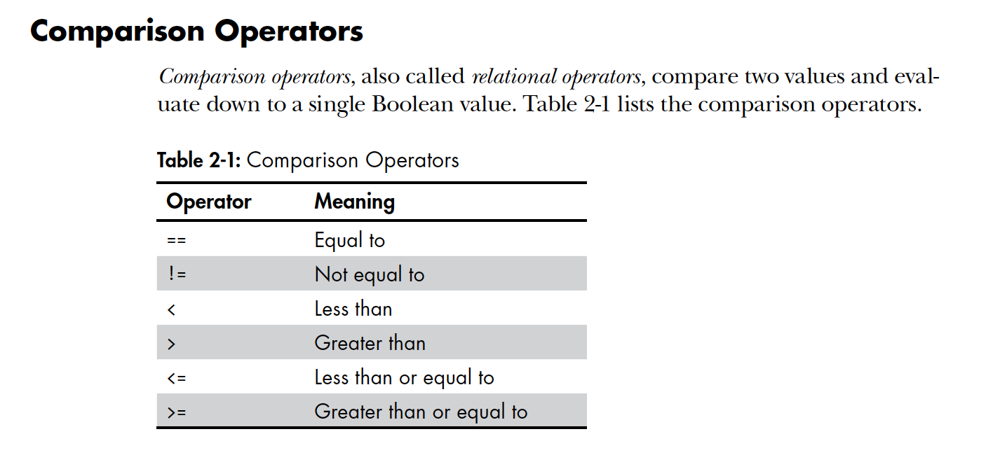 Comparison Operators
Comparison operators, also called relational operators, compare two values and eval-
uate down to a single Boolean value. Table 2-1 lists the comparison operators.
Table 2-1: Comparison Operators
Operator Meaning
== Equal to
!= Not equal to
< Less than
> Greater than
<= Less than or equal to
>= Greater than or equal to